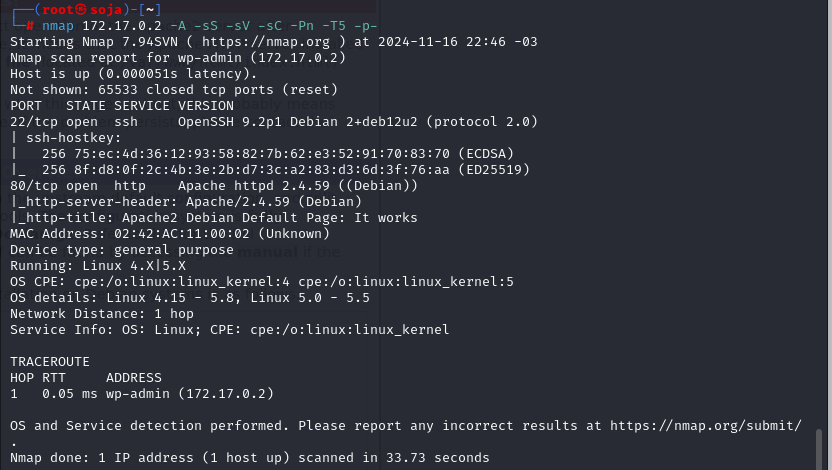 (root㉿soja)-[~]
# nmap 172.17.0.2 -A -sS -sV -sC -Pn -T5 -p-
Starting Nmap 7.94SVN ( https://nmap.org ) at 2024-11-16 22:46 -03
Nmap scan report for wp-admin (172.17.0.2)
Host is up (0.000051s latency).
Not shown: 65533 closed tcp ports (reset)
PORT   STATE SERVICE VERSION
22/tcp open  ssh     OpenSSH 9.2p1 Debian 2+deb12u2 (protocol 2.0)
| ssh-hostkey:
|   256 75:ec:4d:36:12:93:58:82:7b:62:e3:52:91:70:83:70 (ECDSA)
|_  256 8f:d8:0f:2c:4b:3e:2b:d7:3c:a2:83:d3:6d:3f:76:aa (ED25519)
80/tcp open  http    Apache httpd 2.4.59 ((Debian))
|_http-server-header: Apache/2.4.59 (Debian)
|_http-title: Apache2 Debian Default Page: It works
MAC Address: 02:42:AC:11:00:02 (Unknown)
Device type: general purpose
Running: Linux 4.X|5.X
OS CPE: cpe:/o:linux:linux_kernel:4 cpe:/o:linux:linux_kernel:5
OS details: Linux 4.15 - 5.8, Linux 5.0 - 5.5
Network Distance: 1 hop
Service Info: OS: Linux; CPE: cpe:/o:linux:linux_kernel
TRACEROUTE
HOP RTT     ADDRESS
1   0.05 ms wp-admin (172.17.0.2)
OS and Service detection performed. Please report any incorrect results at https://nmap.org/submit/
.
Nmap done: 1 IP address (1 host up) scanned in 33.73 seconds